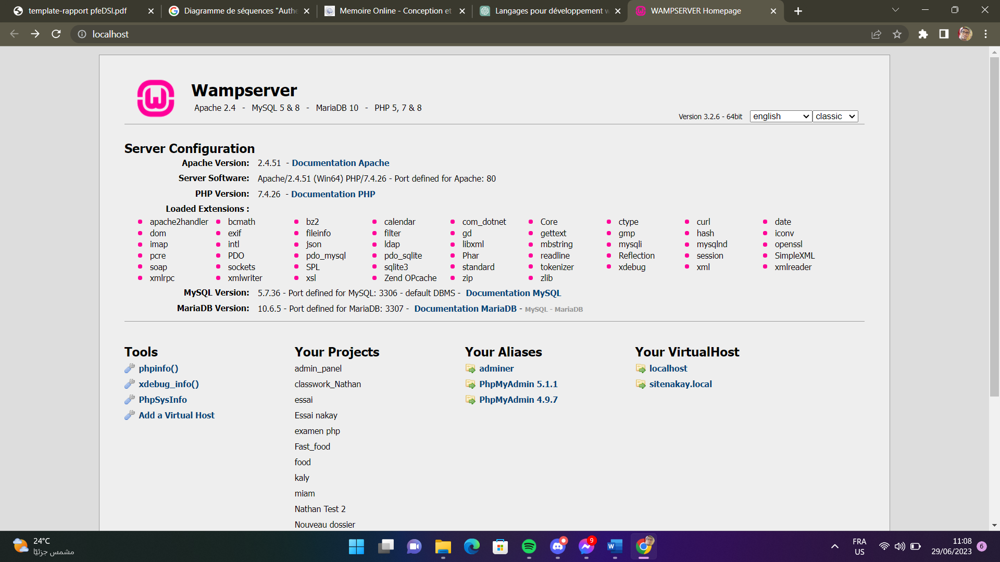 template-rapport pfeDSI.pdf
Diagramme de séquences "Authe
Memoire Online - Conception et
Langages pour développement w
WAMPSERVER Homepage
localhost
Wampserver
Apache 2.4 - MySQL 5 & 8 - MariaDB 10 - PHP 5, 7 & 8
Version 3.2.6 - 64bit english classic
Server Configuration
Apache Version: 2.4.51 - Documentation Apache
Server Software: Apache/2.4.51 (Win64) PHP/7.4.26 - Port defined for Apache: 80
PHP Version: 7.4.26 - Documentation PHP
Loaded Extensions :
apache2handler bcmath bz2 calendar com_dotnet Core ctype curl date
dom exif fileinfo filter gd gettext gmp hash iconv
imap intl json ldap libxml mbstring mysqli mysqlnd openssl
pcre PDO pdo_mysql pdo_sqlite Phar readline Reflection session SimpleXML
soap sockets SPL sqlite3 standard tokenizer xdebug xml xmlreader
xmlrpc xmlwriter xsl Zend OPcache zip zlib
MySQL Version: 5.7.36 - Port defined for MySQL: 3306 - default DBMS - Documentation MySQL
MariaDB Version: 10.6.5 - Port defined for MariaDB: 3307 - Documentation MariaDB - MySQL - MariaDB
Tools
phpinfo()
xdebug_info()
PhpSysInfo
Add a Virtual Host
Your Projects
admin_panel
classwork_Nathan
essai
Essai nakay
examen php
Fast_food
food
kaly
miam
Nathan Test 2
Nouveau dossier
Your Aliases
adminer
PhpMyAdmin 5.1.1
PhpMyAdmin 4.9.7
Your VirtualHost
localhost
sitenakay.local
24°C
مشمس جزئيًا
9
FRA
US
11:08
29/06/2023
6